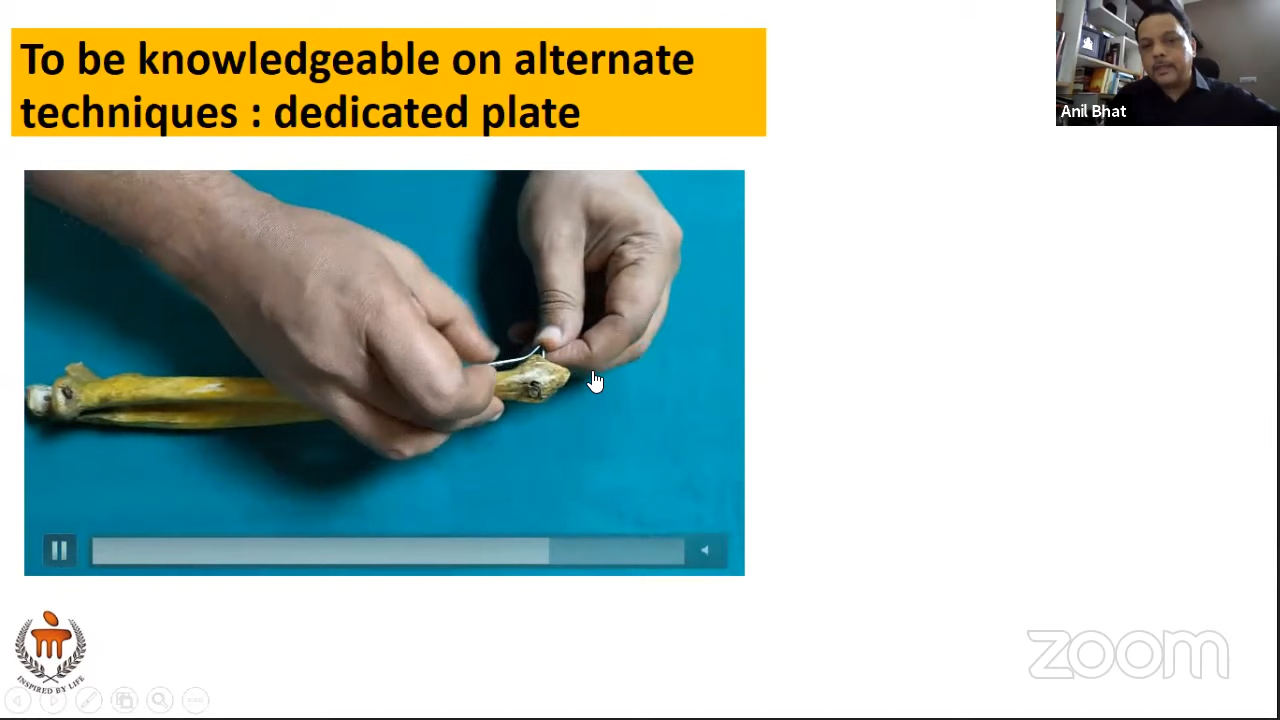 To be knowledgeable on alternate
techniques : dedicated plate
Anil Bhat
INSPIRED BY LIFE
zoom